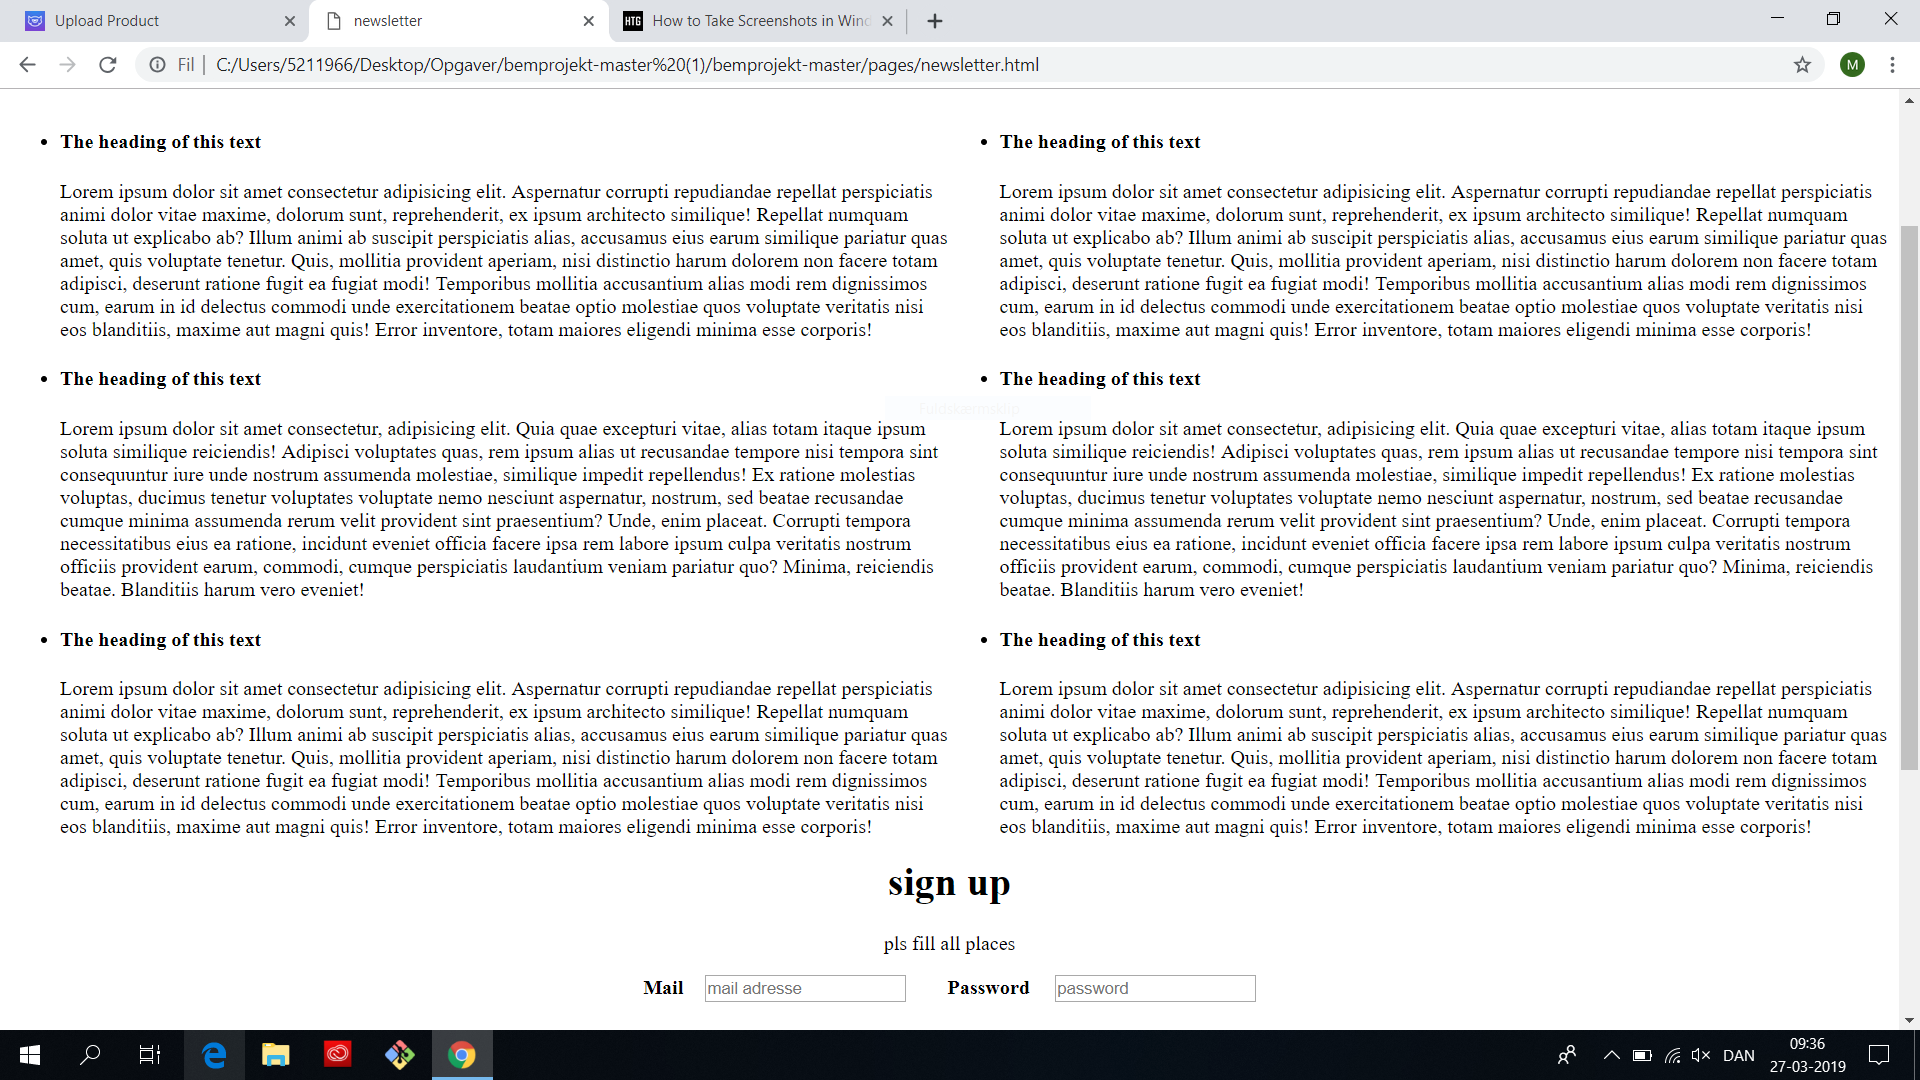 Upload Product
newsletter
HTG How to Take Screenshots in Wind
Fil | C:/Users/5211966/Desktop/Opgaver/bemprojekt-master%20(1)/bemprojekt-master/pages/newsletter.html
M
The heading of this text
Lorem ipsum dolor sit amet consectetur adipisicing elit. Aspernatur corrupti repudiandae repellat perspiciatis
animi dolor vitae maxime, dolorum sunt, reprehenderit, ex ipsum architecto similique! Repellat numquam
soluta ut explicabo ab? Illum animi ab suscipit perspiciatis alias, accusamus eius earum similique pariatur quas
amet, quis voluptate tenetur. Quis, mollitia provident aperiam, nisi distinctio harum dolorem non facere totam
adipisci, deserunt ratione fugit ea fugiat modi! Temporibus mollitia accusantium alias modi rem dignissimos
cum, earum in id delectus commodi unde exercitationem beatae optio molestiae quos voluptate veritatis nisi
eos blanditiis, maxime aut magni quis! Error inventore, totam maiores eligendi minima esse corporis!
The heading of this text
Lorem ipsum dolor sit amet consectetur, adipisicing elit. Quia quae excepturi vitae, alias totam itaque ipsum
soluta similique reiciendis! Adipisci voluptates quas, rem ipsum alias ut recusandae tempore nisi tempora sint
consequuntur iure unde nostrum assumenda molestiae, similique impedit repellendus! Ex ratione molestias
voluptas, ducimus tenetur voluptates voluptate nemo nesciunt aspernatur, nostrum, sed beatae recusandae
cumque minima assumenda rerum velit provident sint praesentium? Unde, enim placeat. Corrupti tempora
necessitatibus eius ea ratione, incidunt eveniet officia facere ipsa rem labore ipsum culpa veritatis nostrum
officiis provident earum, commodi, cumque perspiciatis laudantium veniam pariatur quo? Minima, reiciendis
beatae. Blanditiis harum vero eveniet!
The heading of this text
Lorem ipsum dolor sit amet consectetur adipisicing elit. Aspernatur corrupti repudiandae repellat perspiciatis
animi dolor vitae maxime, dolorum sunt, reprehenderit, ex ipsum architecto similique! Repellat numquam
soluta ut explicabo ab? Illum animi ab suscipit perspiciatis alias, accusamus eius earum similique pariatur quas
amet, quis voluptate tenetur. Quis, mollitia provident aperiam, nisi distinctio harum dolorem non facere totam
adipisci, deserunt ratione fugit ea fugiat modi! Temporibus mollitia accusantium alias modi rem dignissimos
cum, earum in id delectus commodi unde exercitationem beatae optio molestiae quos voluptate veritatis nisi
eos blanditiis, maxime aut magni quis! Error inventore, totam maiores eligendi minima esse corporis!
The heading of this text
Lorem ipsum dolor sit amet consectetur adipisicing elit. Aspernatur corrupti repudiandae repellat perspiciatis
animi dolor vitae maxime, dolorum sunt, reprehenderit, ex ipsum architecto similique! Repellat numquam
soluta ut explicabo ab? Illum animi ab suscipit perspiciatis alias, accusamus eius earum similique pariatur quas
amet, quis voluptate tenetur. Quis, mollitia provident aperiam, nisi distinctio harum dolorem non facere totam
adipisci, deserunt ratione fugit ea fugiat modi! Temporibus mollitia accusantium alias modi rem dignissimos
cum, earum in id delectus commodi unde exercitationem beatae optio molestiae quos voluptate veritatis nisi
eos blanditiis, maxime aut magni quis! Error inventore, totam maiores eligendi minima esse corporis!
The heading of this text
Lorem ipsum dolor sit amet consectetur, adipisicing elit. Quia quae excepturi vitae, alias totam itaque ipsum
soluta similique reiciendis! Adipisci voluptates quas, rem ipsum alias ut recusandae tempore nisi tempora sint
consequuntur iure unde nostrum assumenda molestiae, similique impedit repellendus! Ex ratione molestias
voluptas, ducimus tenetur voluptates voluptate nemo nesciunt aspernatur, nostrum, sed beatae recusandae
cumque minima assumenda rerum velit provident sint praesentium? Unde, enim placeat. Corrupti tempora
necessitatibus eius ea ratione, incidunt eveniet officia facere ipsa rem labore ipsum culpa veritatis nostrum
officiis provident earum, commodi, cumque perspiciatis laudantium veniam pariatur quo? Minima, reiciendis
beatae. Blanditiis harum vero eveniet!
The heading of this text
Lorem ipsum dolor sit amet consectetur adipisicing elit. Aspernatur corrupti repudiandae repellat perspiciatis
animi dolor vitae maxime, dolorum sunt, reprehenderit, ex ipsum architecto similique! Repellat numquam
soluta ut explicabo ab? Illum animi ab suscipit perspiciatis alias, accusamus eius earum similique pariatur quas
amet, quis voluptate tenetur. Quis, mollitia provident aperiam, nisi distinctio harum dolorem non facere totam
adipisci, deserunt ratione fugit ea fugiat modi! Temporibus mollitia accusantium alias modi rem dignissimos
cum, earum in id delectus commodi unde exercitationem beatae optio molestiae quos voluptate veritatis nisi
eos blanditiis, maxime aut magni quis! Error inventore, totam maiores eligendi minima esse corporis!
sign up
pls fill all places
Mail mail adresse Password password
DAN
09:36
27-03-2019